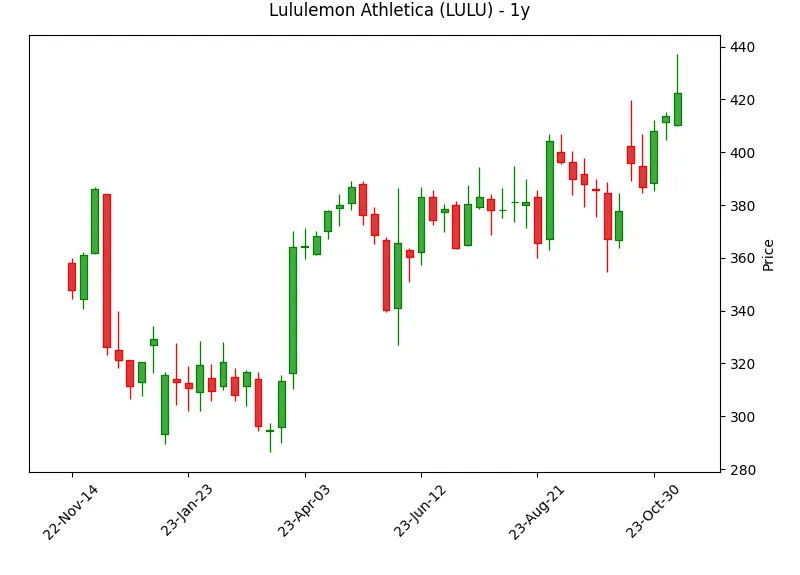 Lululemon Athletica (LULU) - 1y
440
420
400
380
360
340
320
300
280
Price
22-Nov-14
23-Jan-23
23-Apr-03
23-Jun-12
23-Aug-21
23-Oct-30